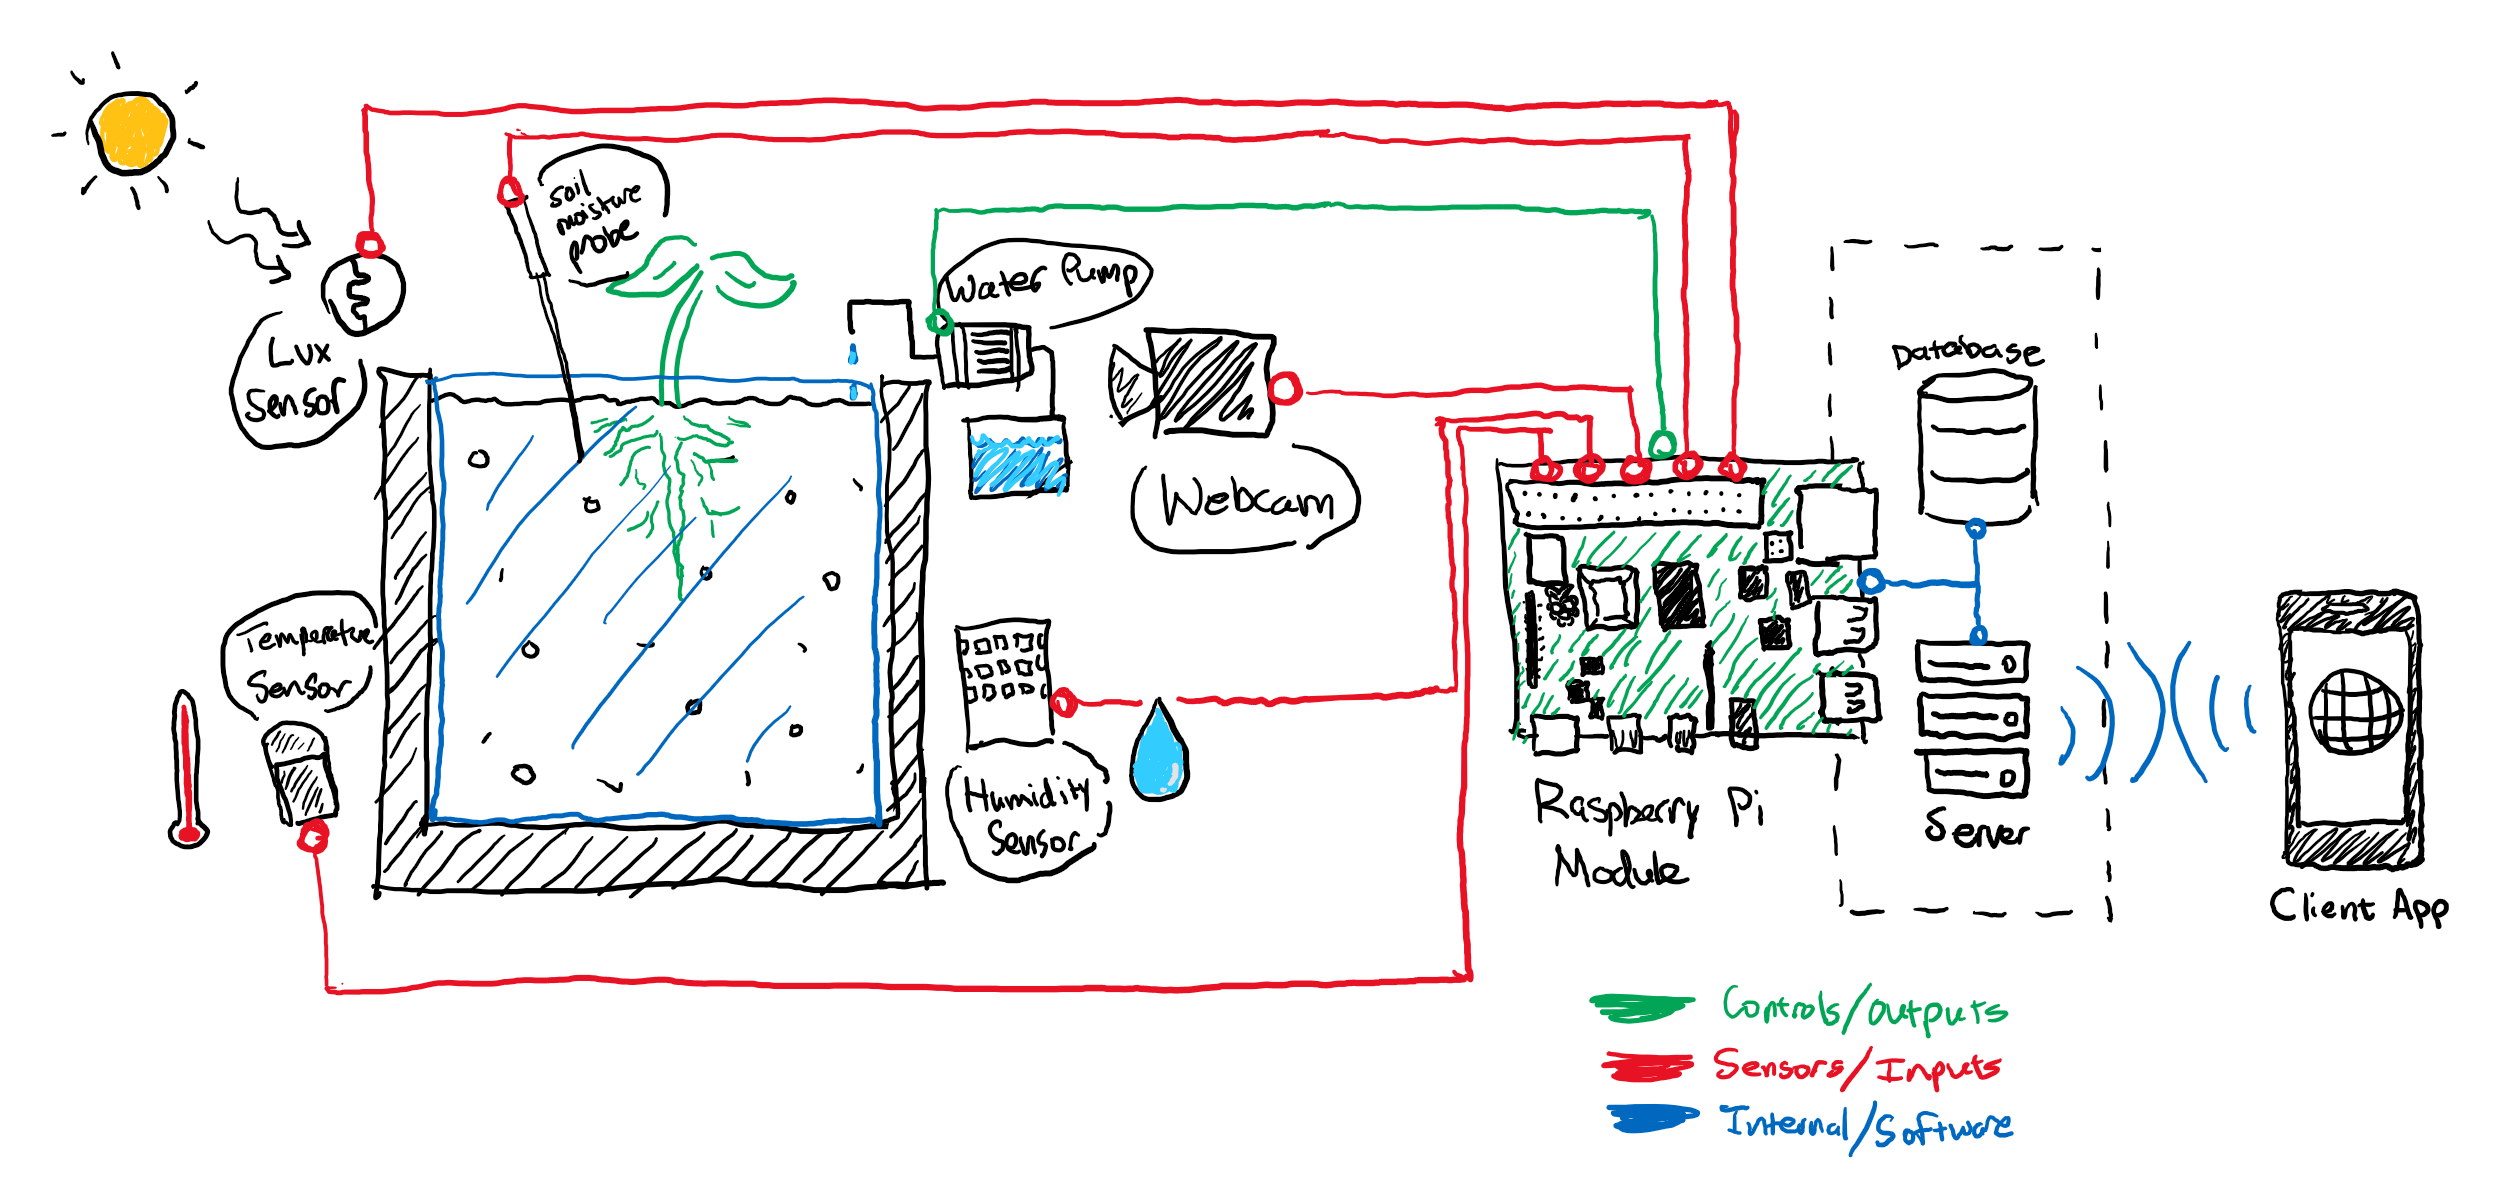 soil
moisture
probe
Water Pump
Lux
Sensor
Database
Webcam
Temperature
Sensor
Humidity
Sensor
Raspberry Pi
Module
Server
Client App
Controls/Outputs
Sensors/Inputs
Internal/Software